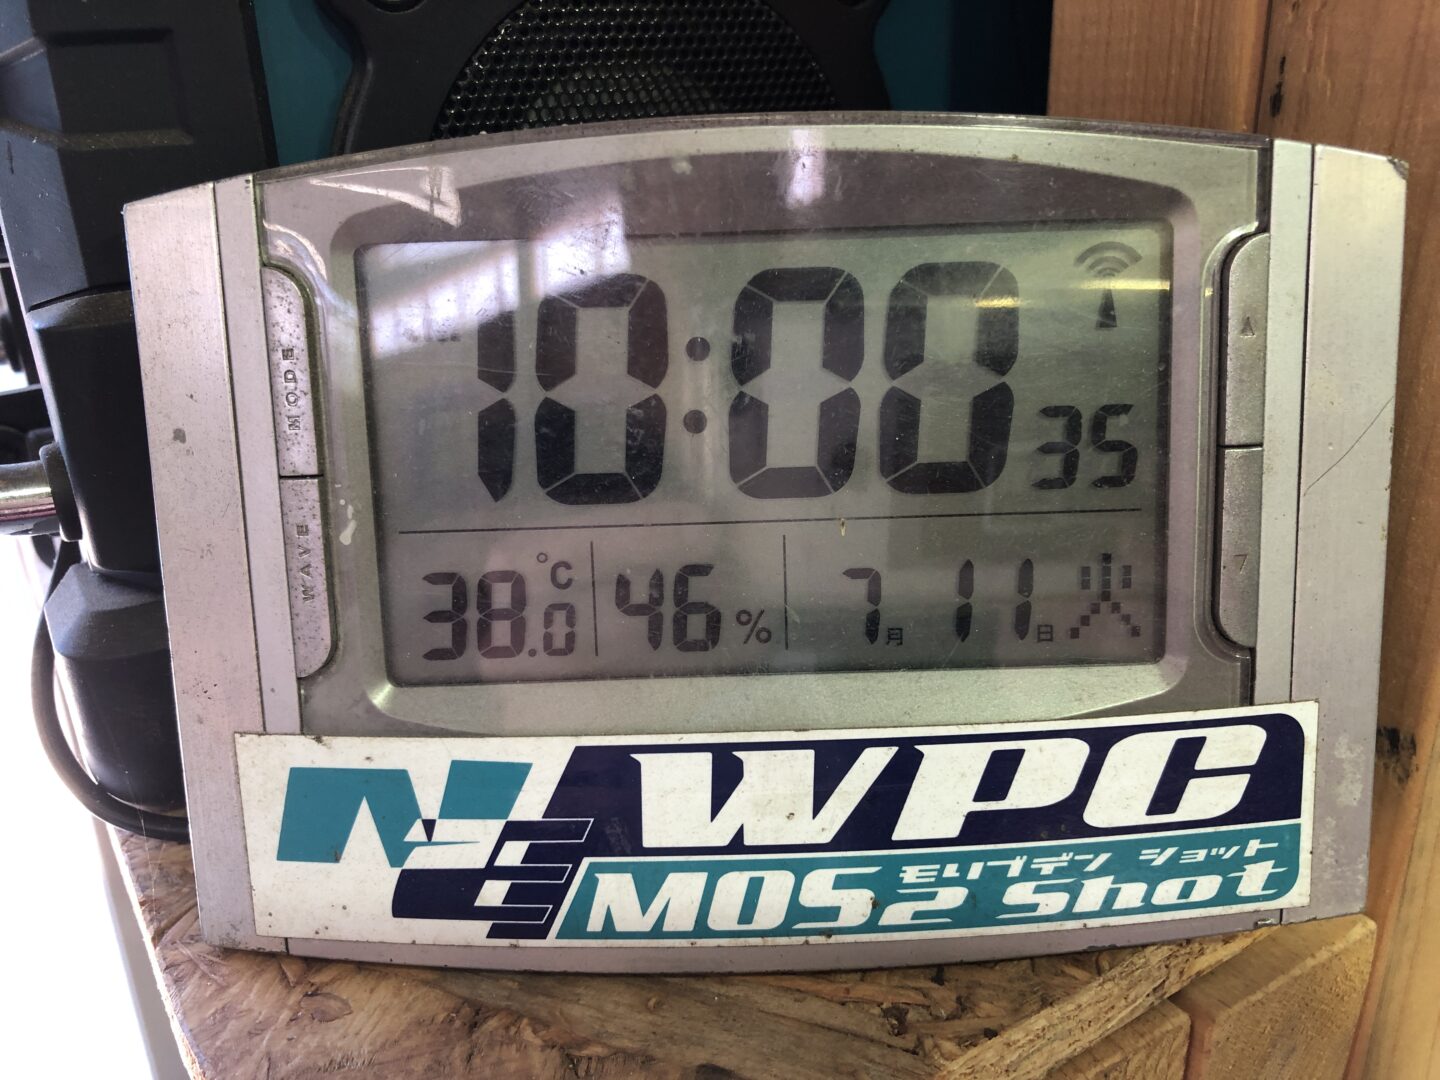 10:00 35
38.0 °C 46 % 7月 11日 火
MODE
WAVE
NE WPC
モリブデン ショット
MOS2 Shot